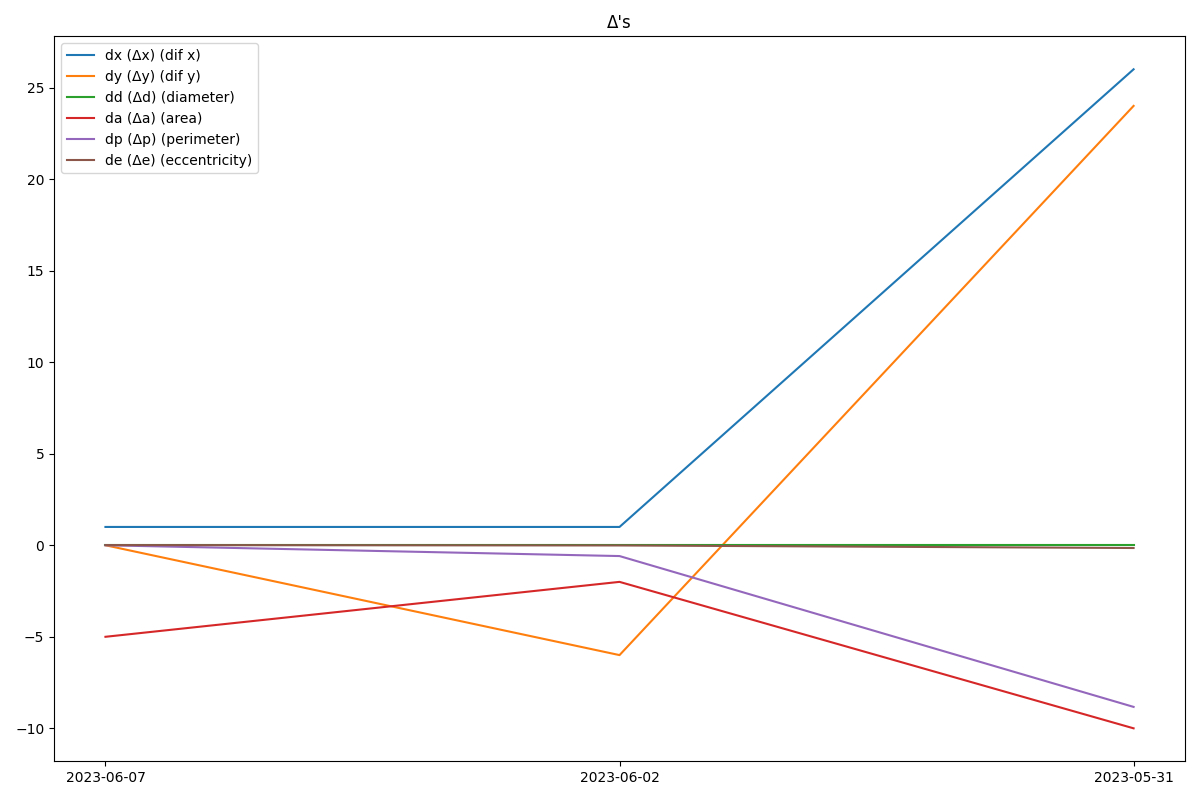 Δ's
dx (Δx) (dif x)
dy (Δy) (dif y)
dd (Δd) (diameter)
da (Δa) (area)
dp (Δp) (perimeter)
de (Δe) (eccentricity)
25
20
15
10
5
0
−5
−10
2023-06-07 2023-06-02 2023-05-31